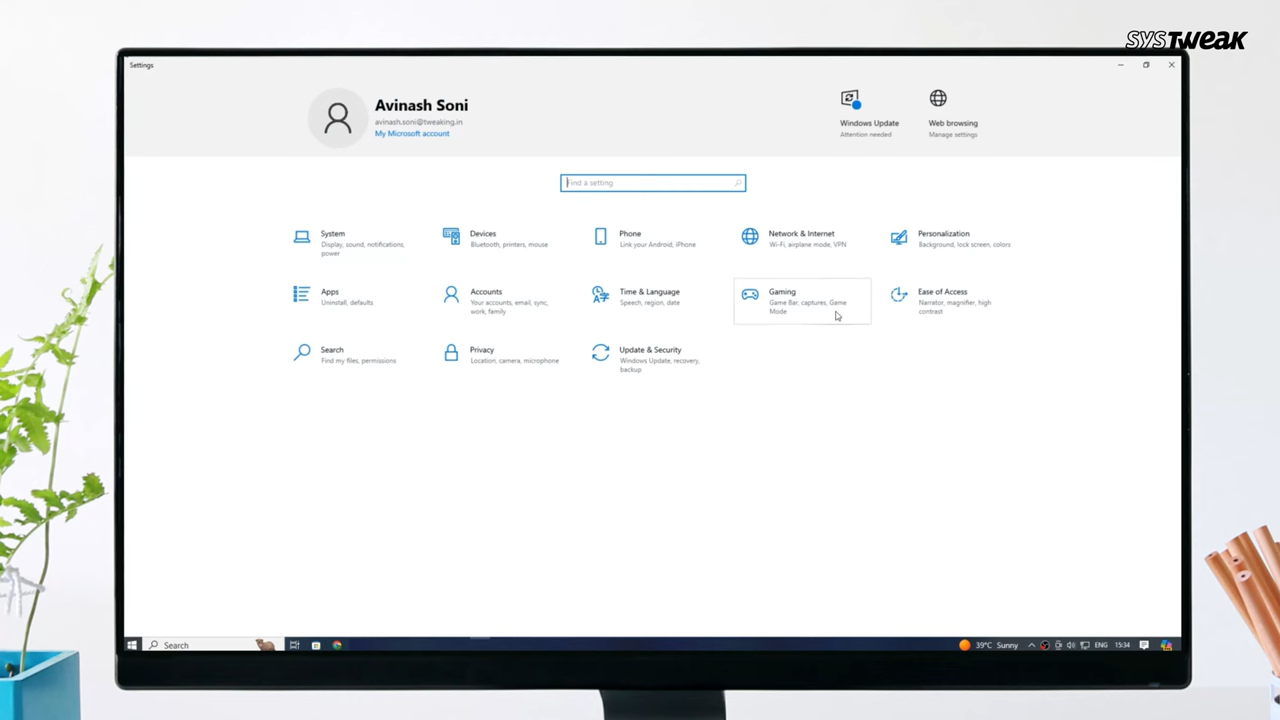 SYSTWEAK
Settings
Avinash Soni
avinash.soni@tweaking.in
My Microsoft account
Windows Update
Attention needed
Web browsing
Manage settings
Find a setting
System
Display, sound, notifications,
power
Devices
Bluetooth, printers, mouse
Phone
Link your Android, iPhone
Network & Internet
Wi-Fi, airplane mode, VPN
Personalization
Background, lock screen, colors
Apps
Uninstall, defaults
Accounts
Your accounts, email, sync,
work, family
Time & Language
Speech, region, date
Gaming
Game Bar, captures, Game
Mode
Ease of Access
Narrator, magnifier, high
contrast
Search
Find my files, permissions
Privacy
Location, camera, microphone
Update & Security
Windows Update, recovery,
backup
Search
39°C Sunny
ENG
15:34